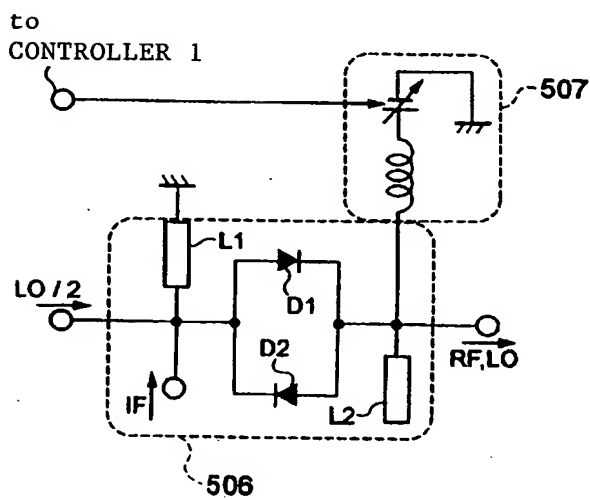 to
CONTROLLER 1
507
L1
LO / 2
D1
D2
RF,LO
IF
L2
506